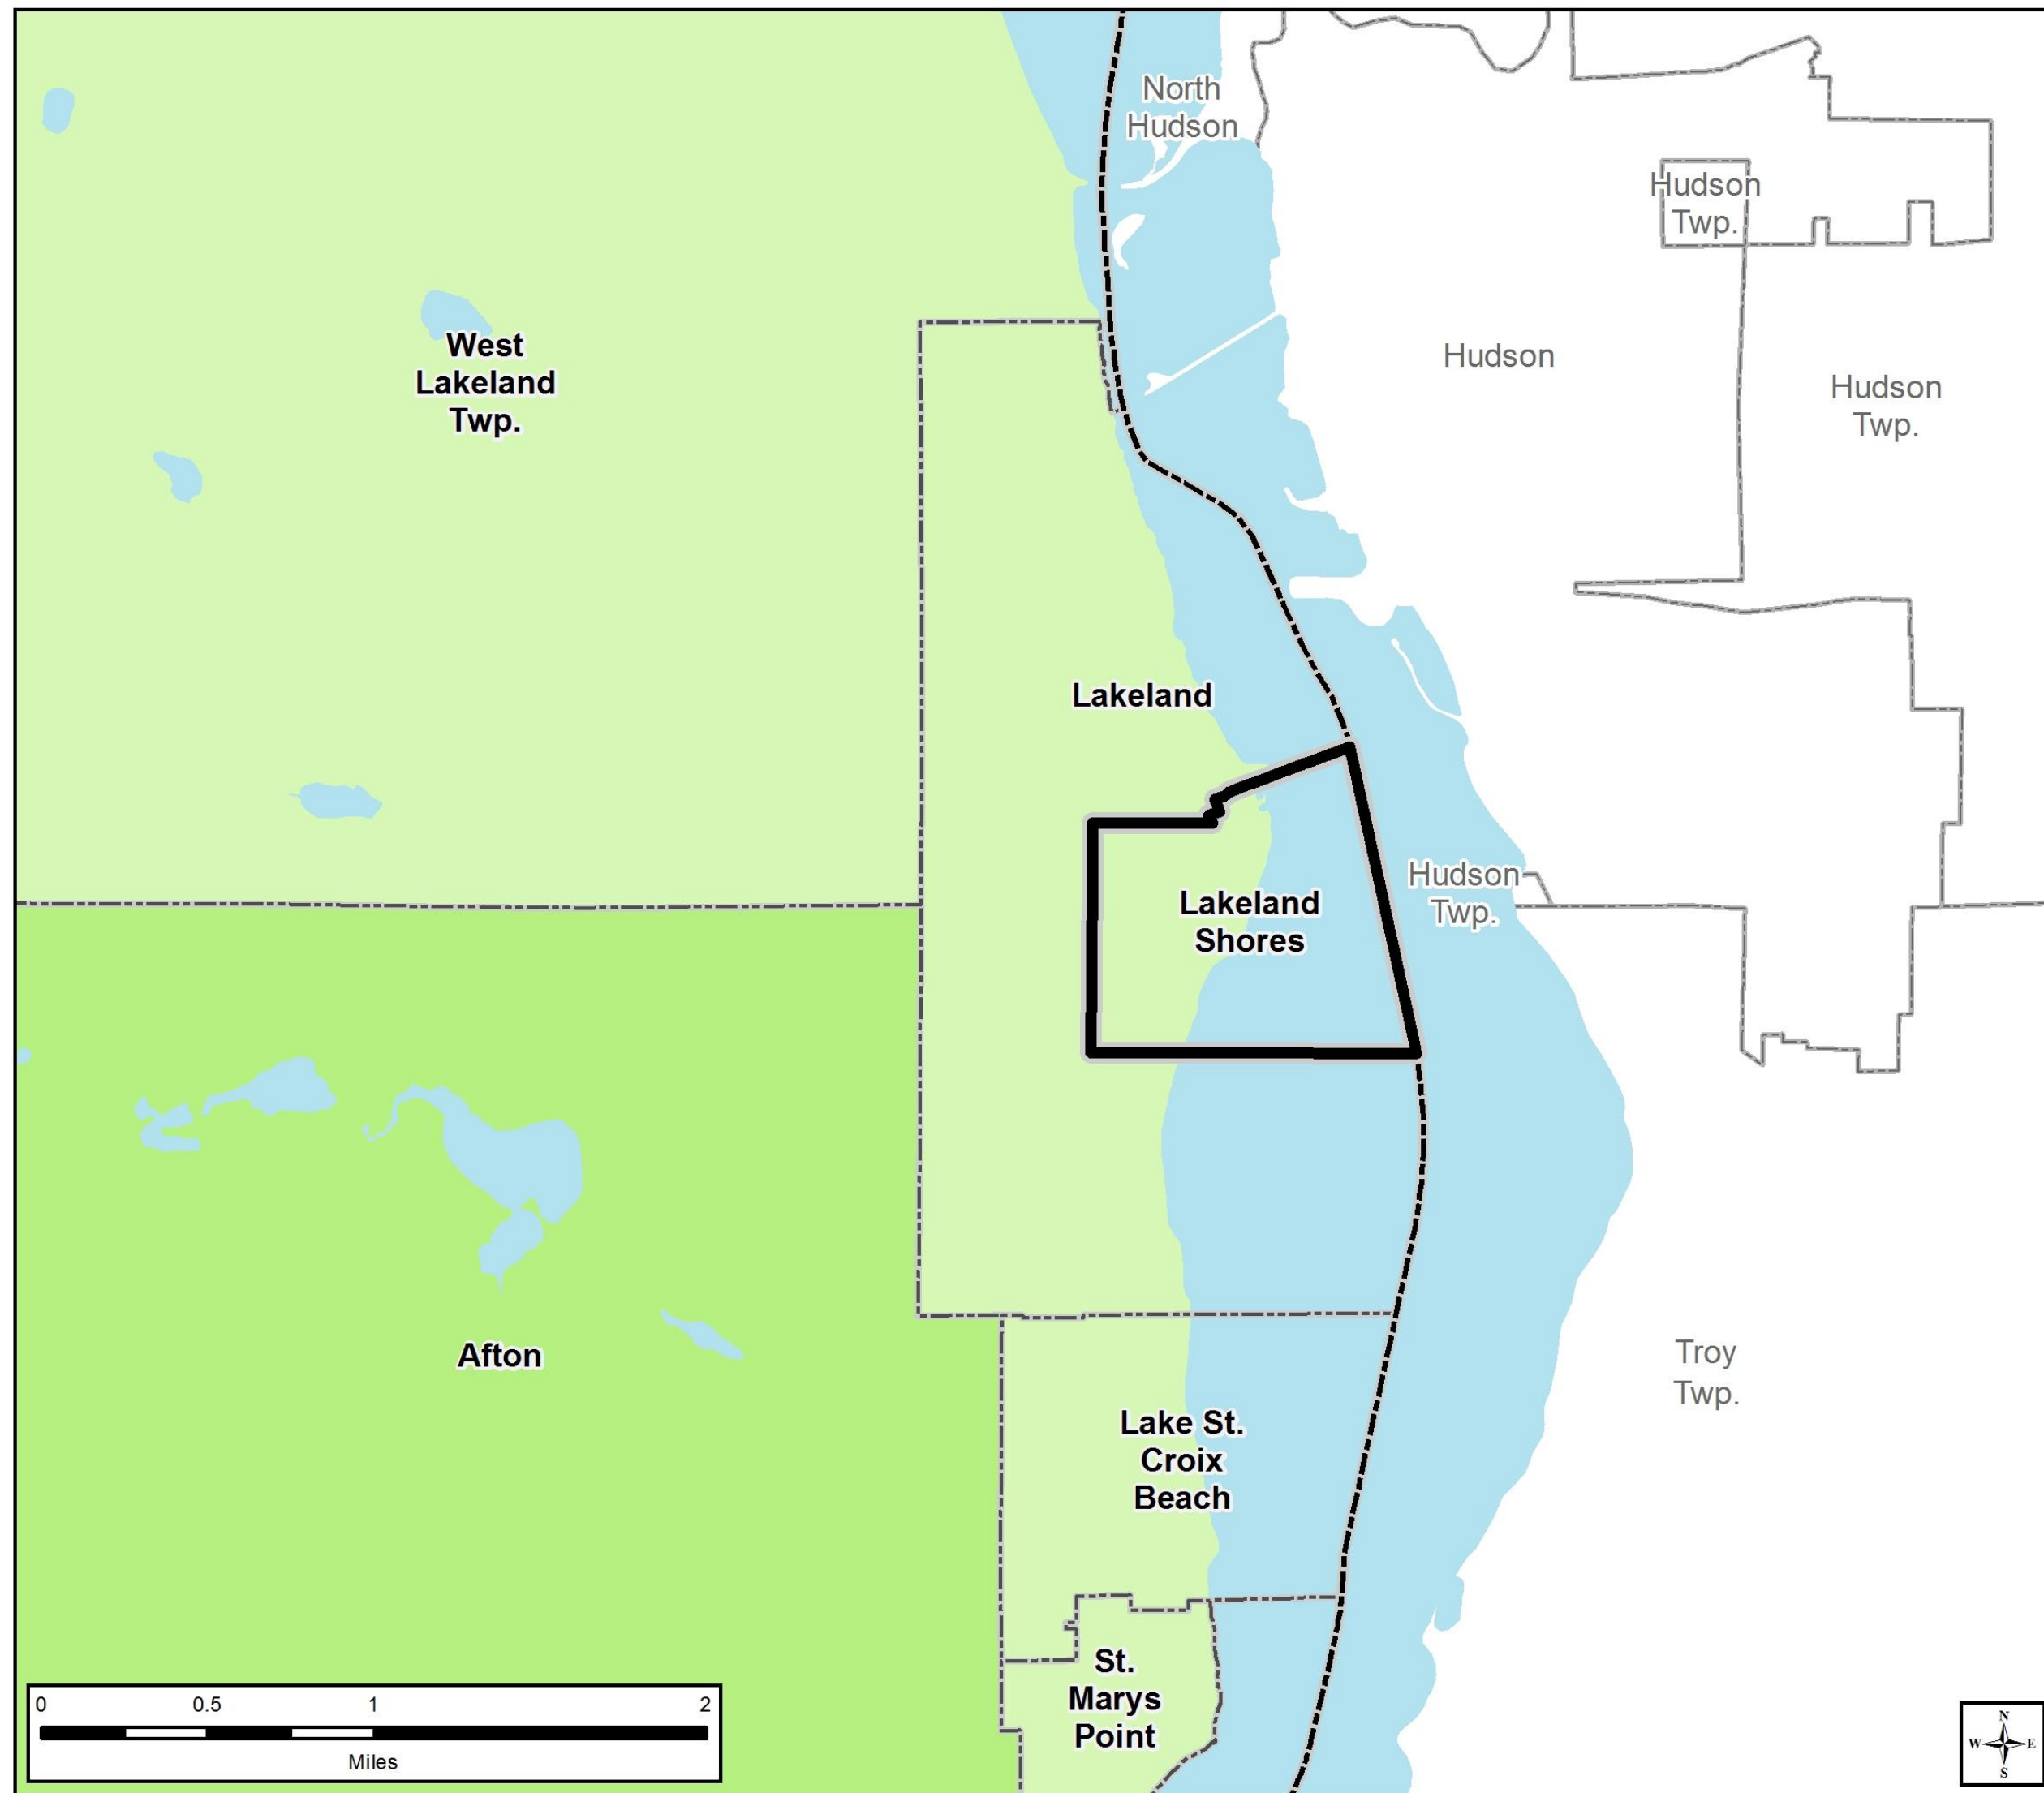 North
Hudson
Hudson
Twp.
West
Lakeland
Twp.
Hudson
Hudson
Twp.
Lakeland
Lakeland
Shores
Hudson
Twp.
Afton
Troy
Twp.
Lake St.
Croix
Beach
St.
Marys
Point
0 0.5 1 2
Miles
N
W E
S